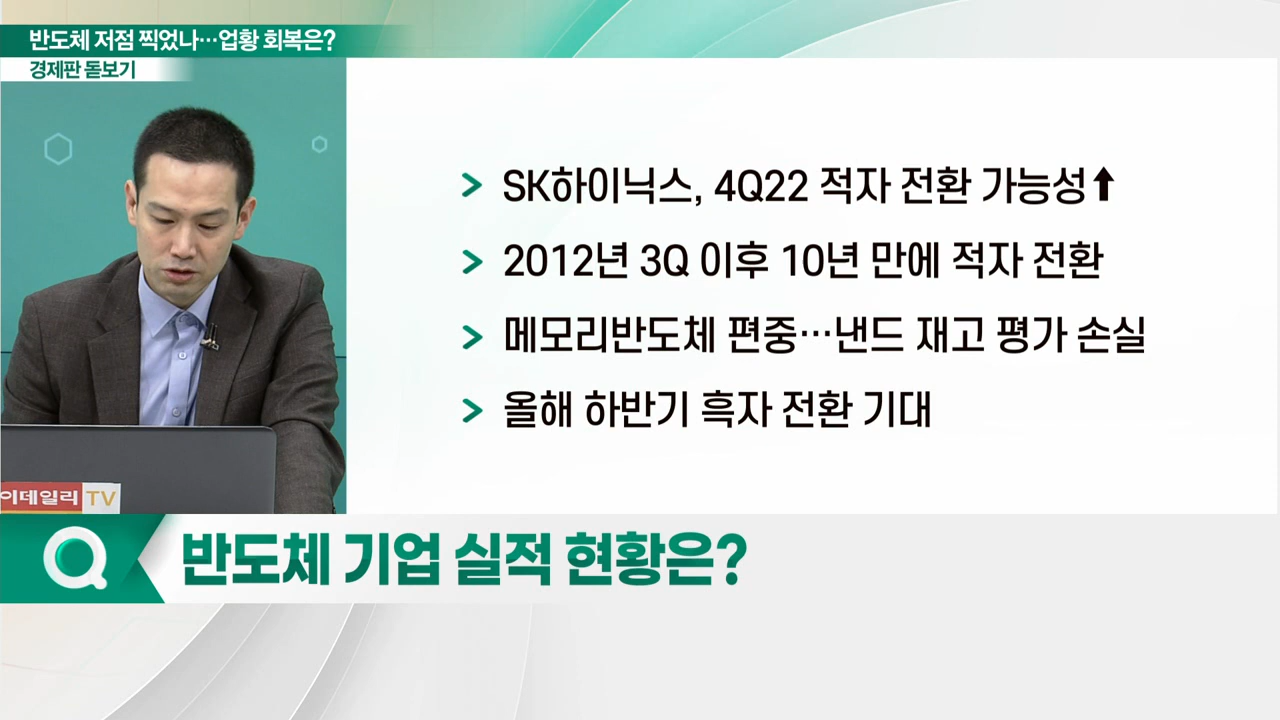 반도체 저점 찍었나…업황 회복은?
경제판 돋보기
> SK하이닉스, 4Q22 적자 전환 가능성⬆
> 2012년 3Q 이후 10년 만에 적자 전환
> 메모리반도체 편중…낸드 재고 평가 손실
> 올해 하반기 흑자 전환 기대
이데일리TV
Q 반도체 기업 실적 현황은?